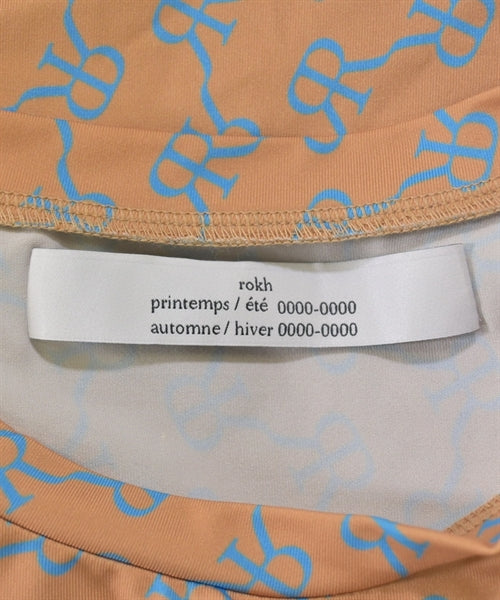 rokh
printemps / été 0000-0000
automne / hiver 0000-0000